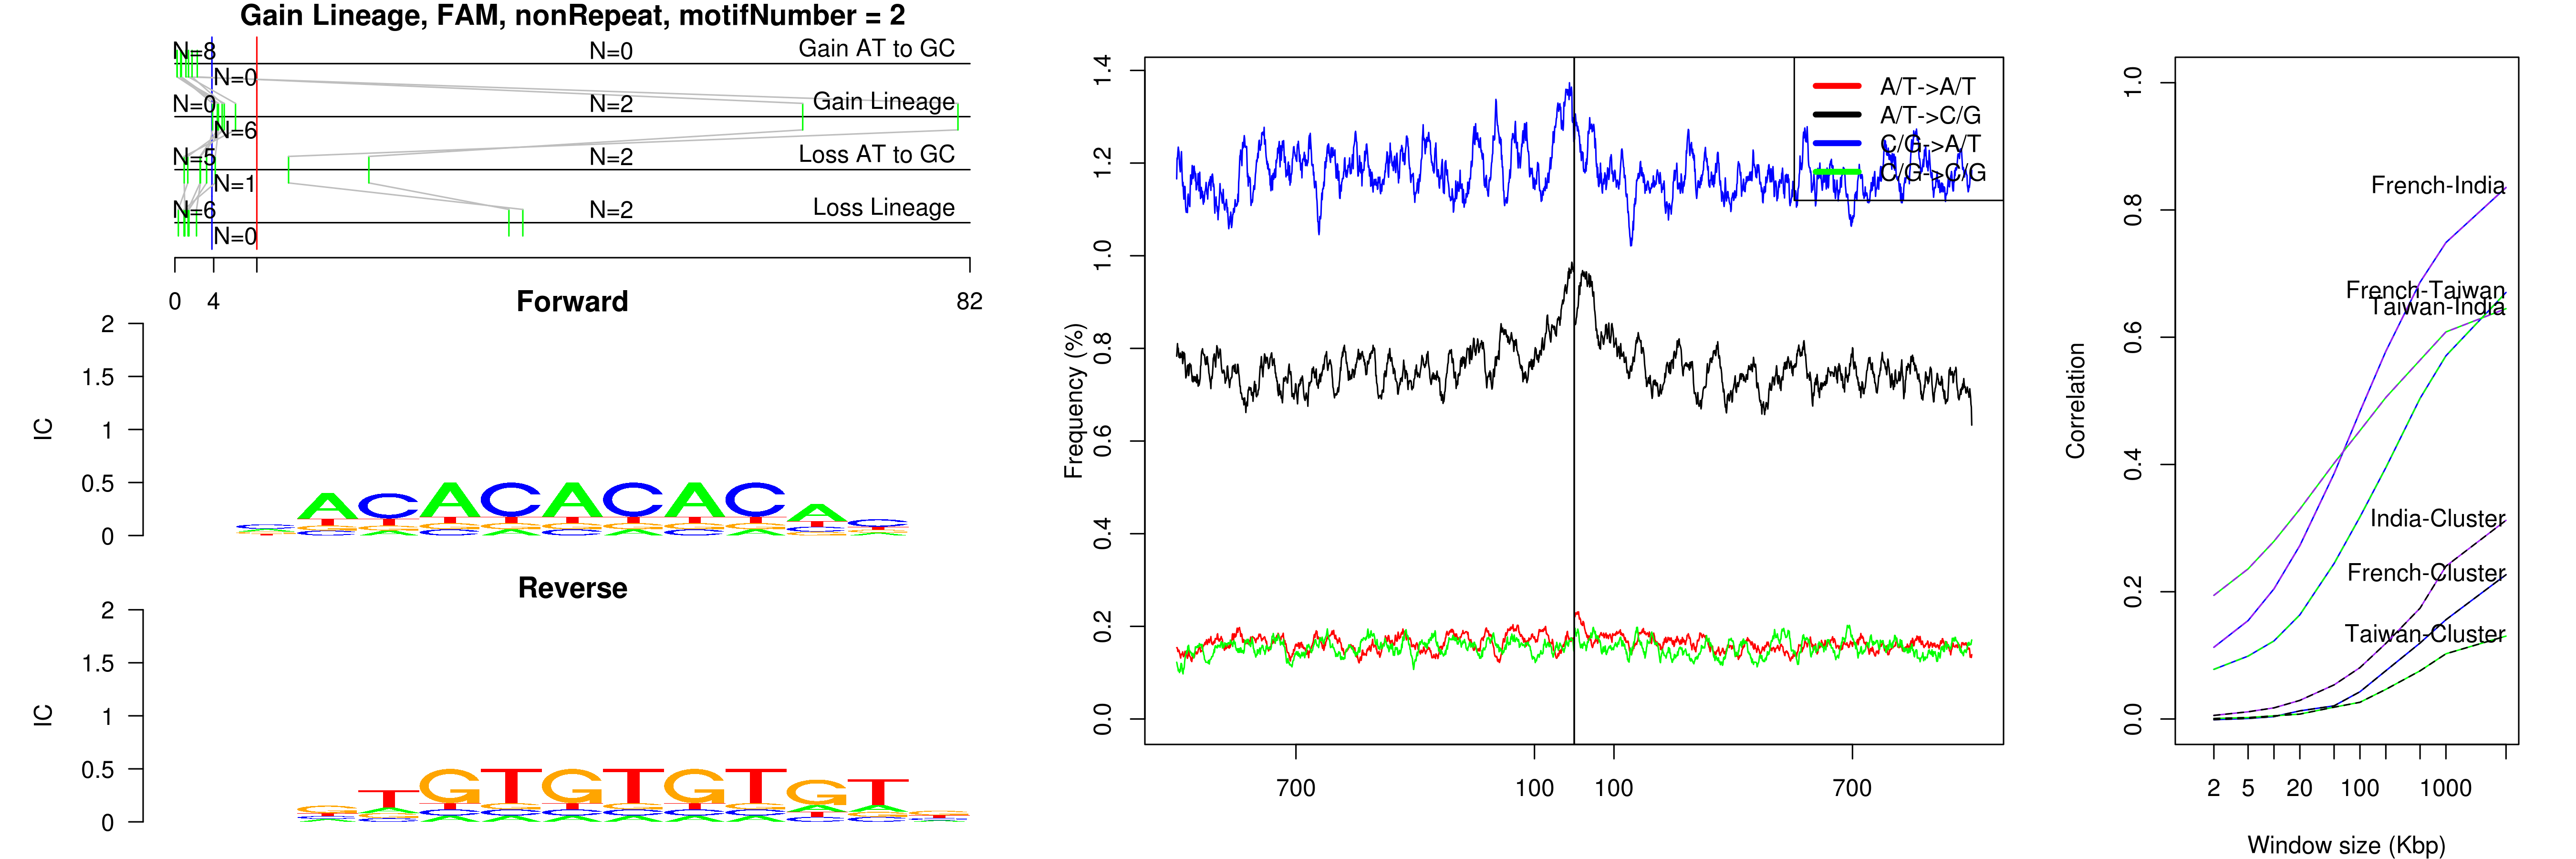 Gain Lineage, FAM, nonRepeat, motifNumber = 2
N=8 N=0 Gain AT to GC
N=0
N=0 N=2 Gain Lineage
N=6
N=5 N=2 Loss AT to GC
N=1
N=6 N=2 Loss Lineage
N=0
0 4 82
Forward
IC
2
1.5
1
0.5
0
ACACACACAC
Reverse
IC
2
1.5
1
0.5
0
TGTGTGTGT
Frequency (%)
1.4
1.2
1.0
0.8
0.6
0.4
0.2
0.0
A/T->A/T
A/T->C/G
C/G->A/T
C/G->C/G
700 100 100 700
Correlation
1.0
0.8
0.6
0.4
0.2
0.0
French-India
French-Taiwan
Taiwan-India
India-Cluster
French-Cluster
Taiwan-Cluster
2 5 20 100 1000
Window size (Kbp)